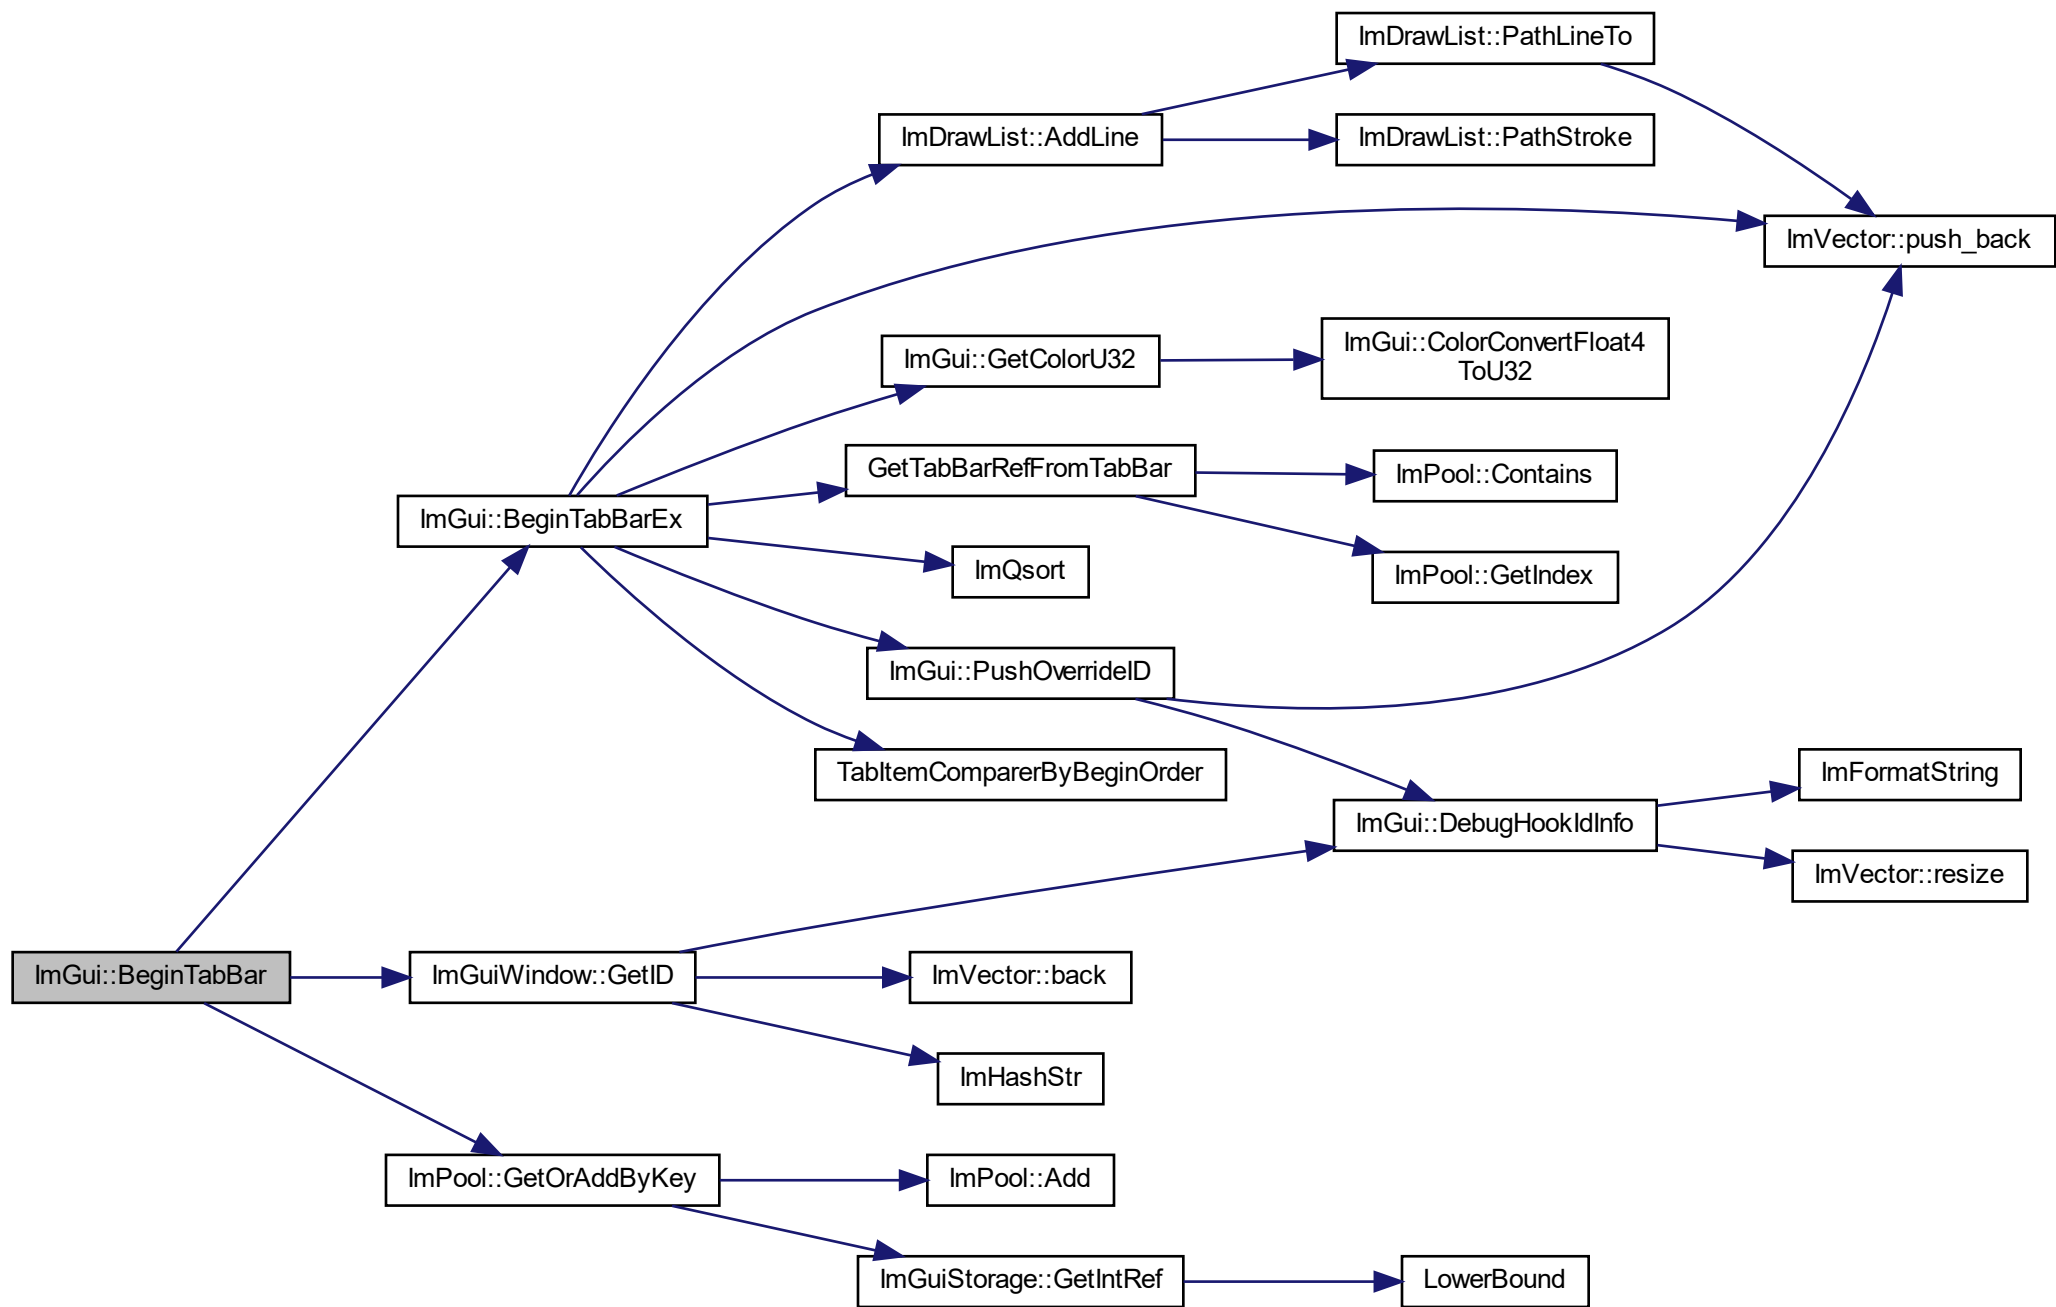 ImDrawList::PathLineTo
ImDrawList::AddLine
ImDrawList::PathStroke
ImVector::push_back
ImGui::GetColorU32
ImGui::ColorConvertFloat4
ToU32
GetTabBarRefFromTabBar
ImPool::Contains
ImGui::BeginTabBarEx
ImQsort
ImPool::GetIndex
ImGui::PushOverrideID
TabItemComparerByBeginOrder
ImFormatString
ImGui::DebugHookIdInfo
ImVector::resize
ImGui::BeginTabBar
ImGuiWindow::GetID
ImVector::back
ImHashStr
ImPool::GetOrAddByKey
ImPool::Add
ImGuiStorage::GetIntRef
LowerBound